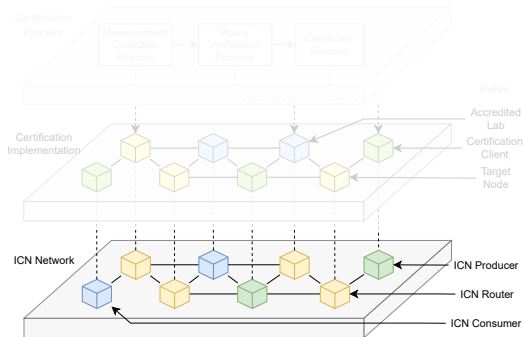 Certification
Process
Measurement
Collection
Process
Policy
Verification
Process
Certificate
Release
Roles
Accredited
Lab
Certification
Implementation
Certification
Client
Target
Node
ICN Network
ICN Producer
ICN Router
ICN Consumer